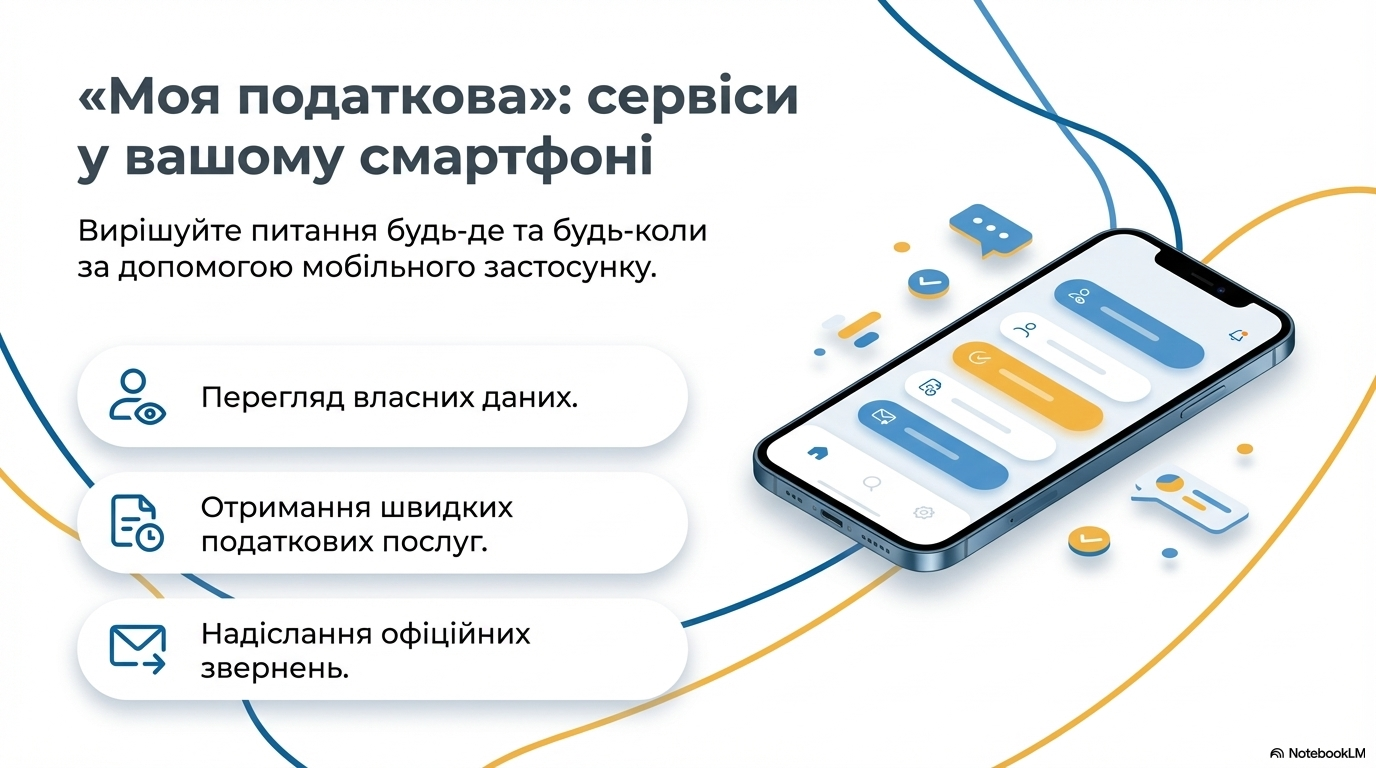 «Моя податкова»: сервіси
у вашому смартфоні
Вирішуйте питання будь-де та будь-коли
за допомогою мобільного застосунку.
Перегляд власних даних.
Отримання швидких
податкових послуг.
Надіслання офіційних
звернень.
NotebookLM